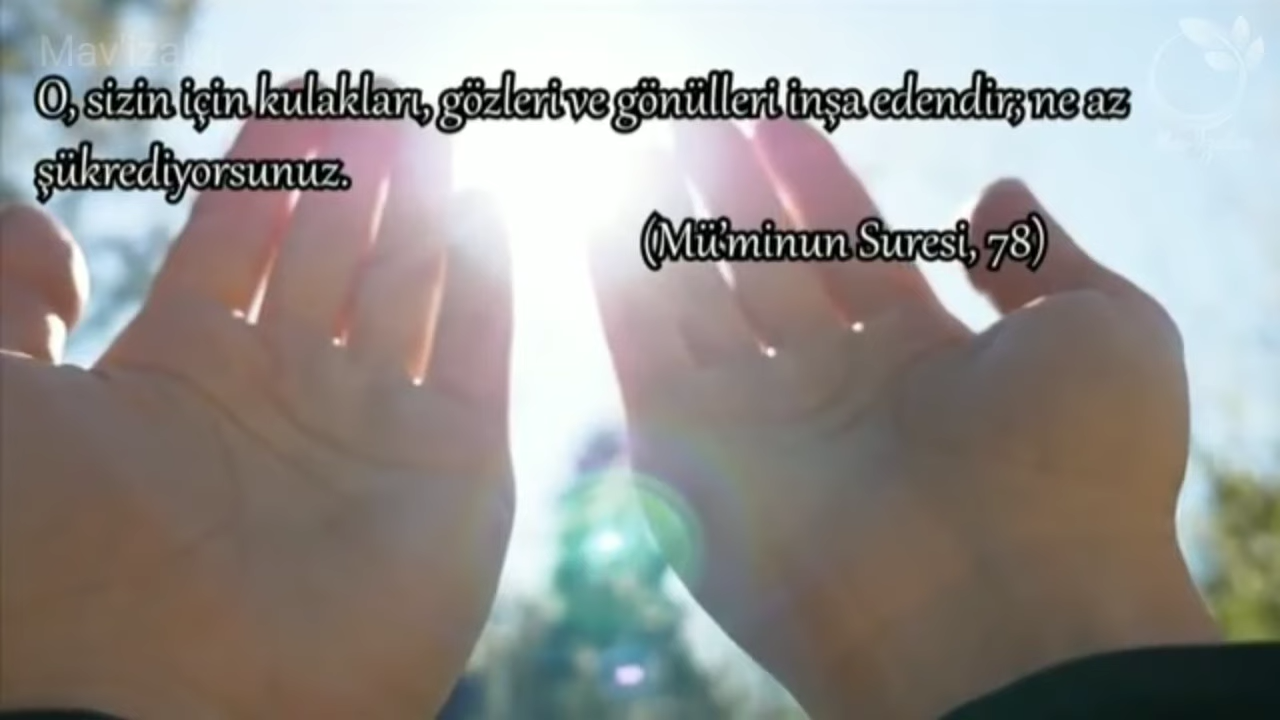 O, sizin için kulakları, gözleri ve gönülleri inşa edendir; ne az
şükrediyorsunuz.
(Mü'minun Suresi, 78)